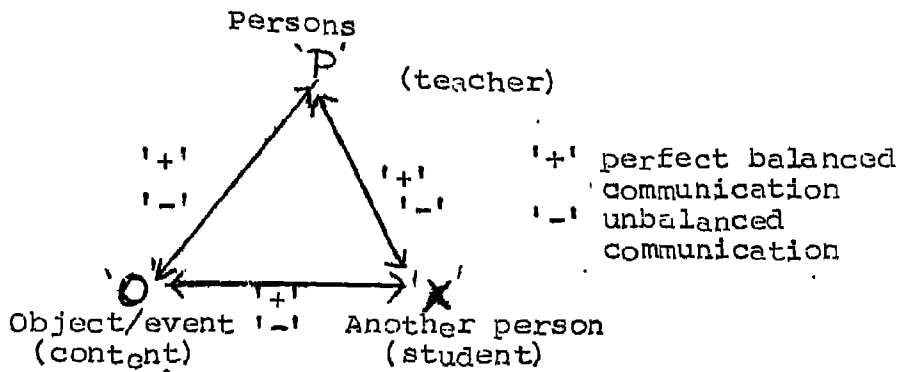 Persons
'P'
(teacher)
'+'
'-'
'+'
'-'
'+' perfect balanced
communication
'-' unbalanced
communication
'O'
'X'
'+'
'-'
Object/event
(content)
Another person
(student)